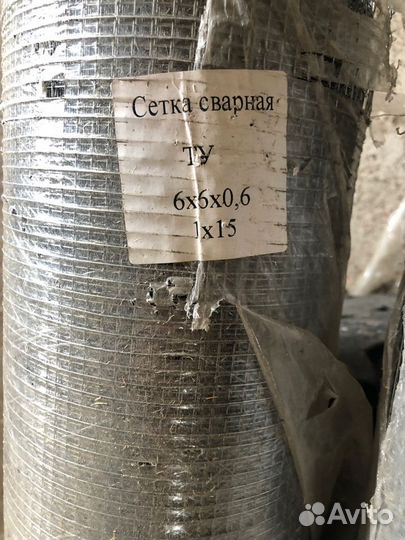 Сетка сварная
ТУ
6х6х0,6
1х15
Avito